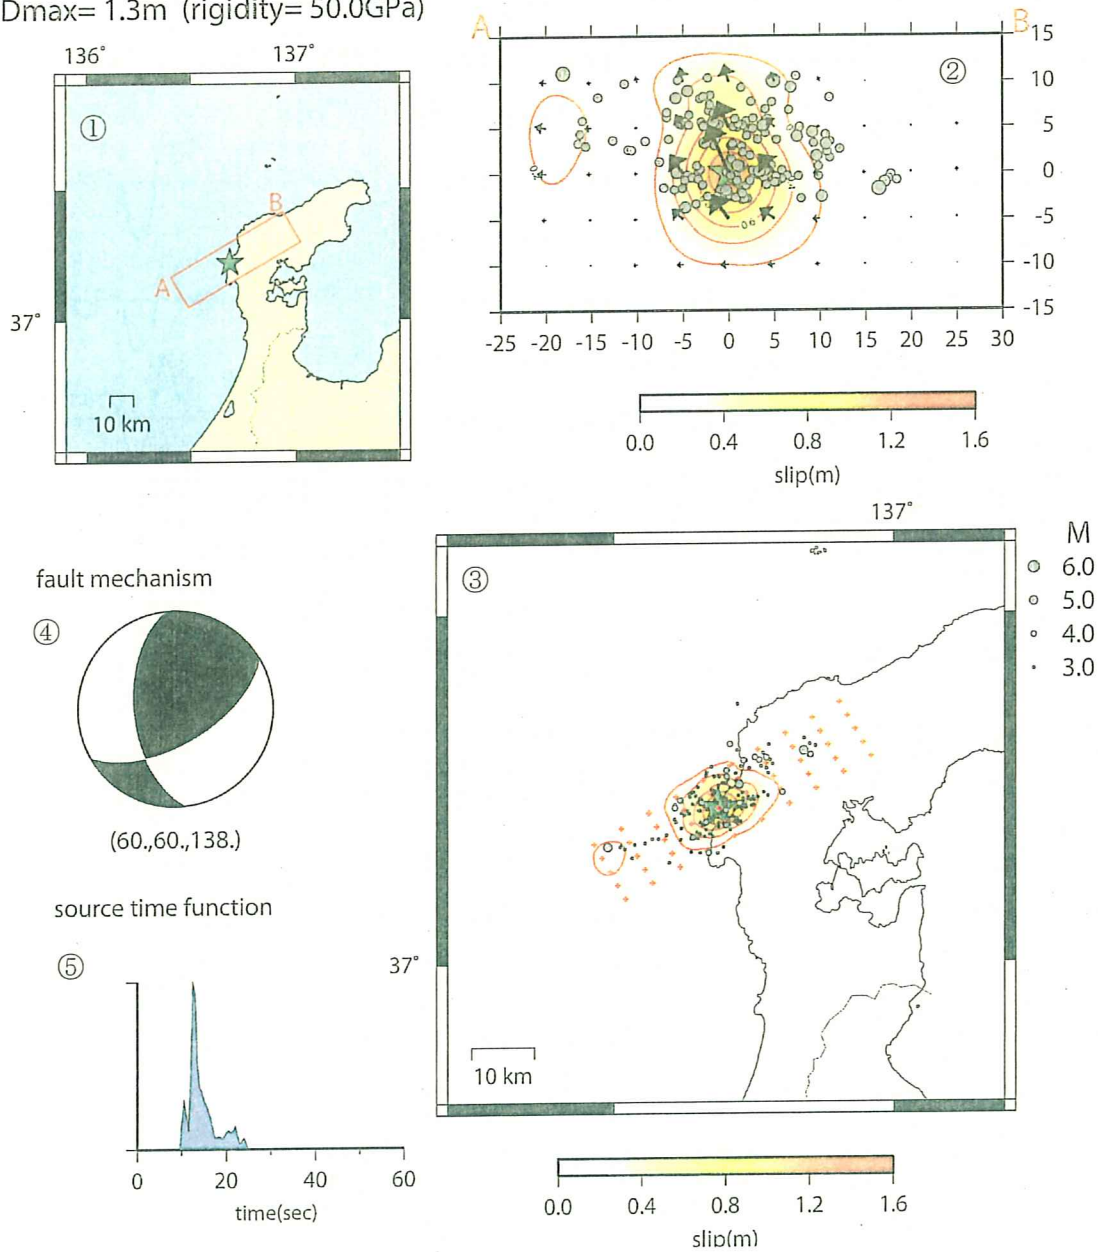 Dmax= 1.3m (rigidity= 50.0GPa)
136° 137°
①
A
B
37°
10 km
A B
②
15
10
5
0
-5
-10
-15
-25 -20 -15 -10 -5 0 5 10 15 20 25 30
0.0 0.4 0.8 1.2 1.6
slip(m)
fault mechanism
④
(60.,60.,138.)
source time function
⑤
0 20 40 60
time(sec)
137°
③
37°
10 km
M
6.0
5.0
4.0
3.0
0.0 0.4 0.8 1.2 1.6
slip(m)